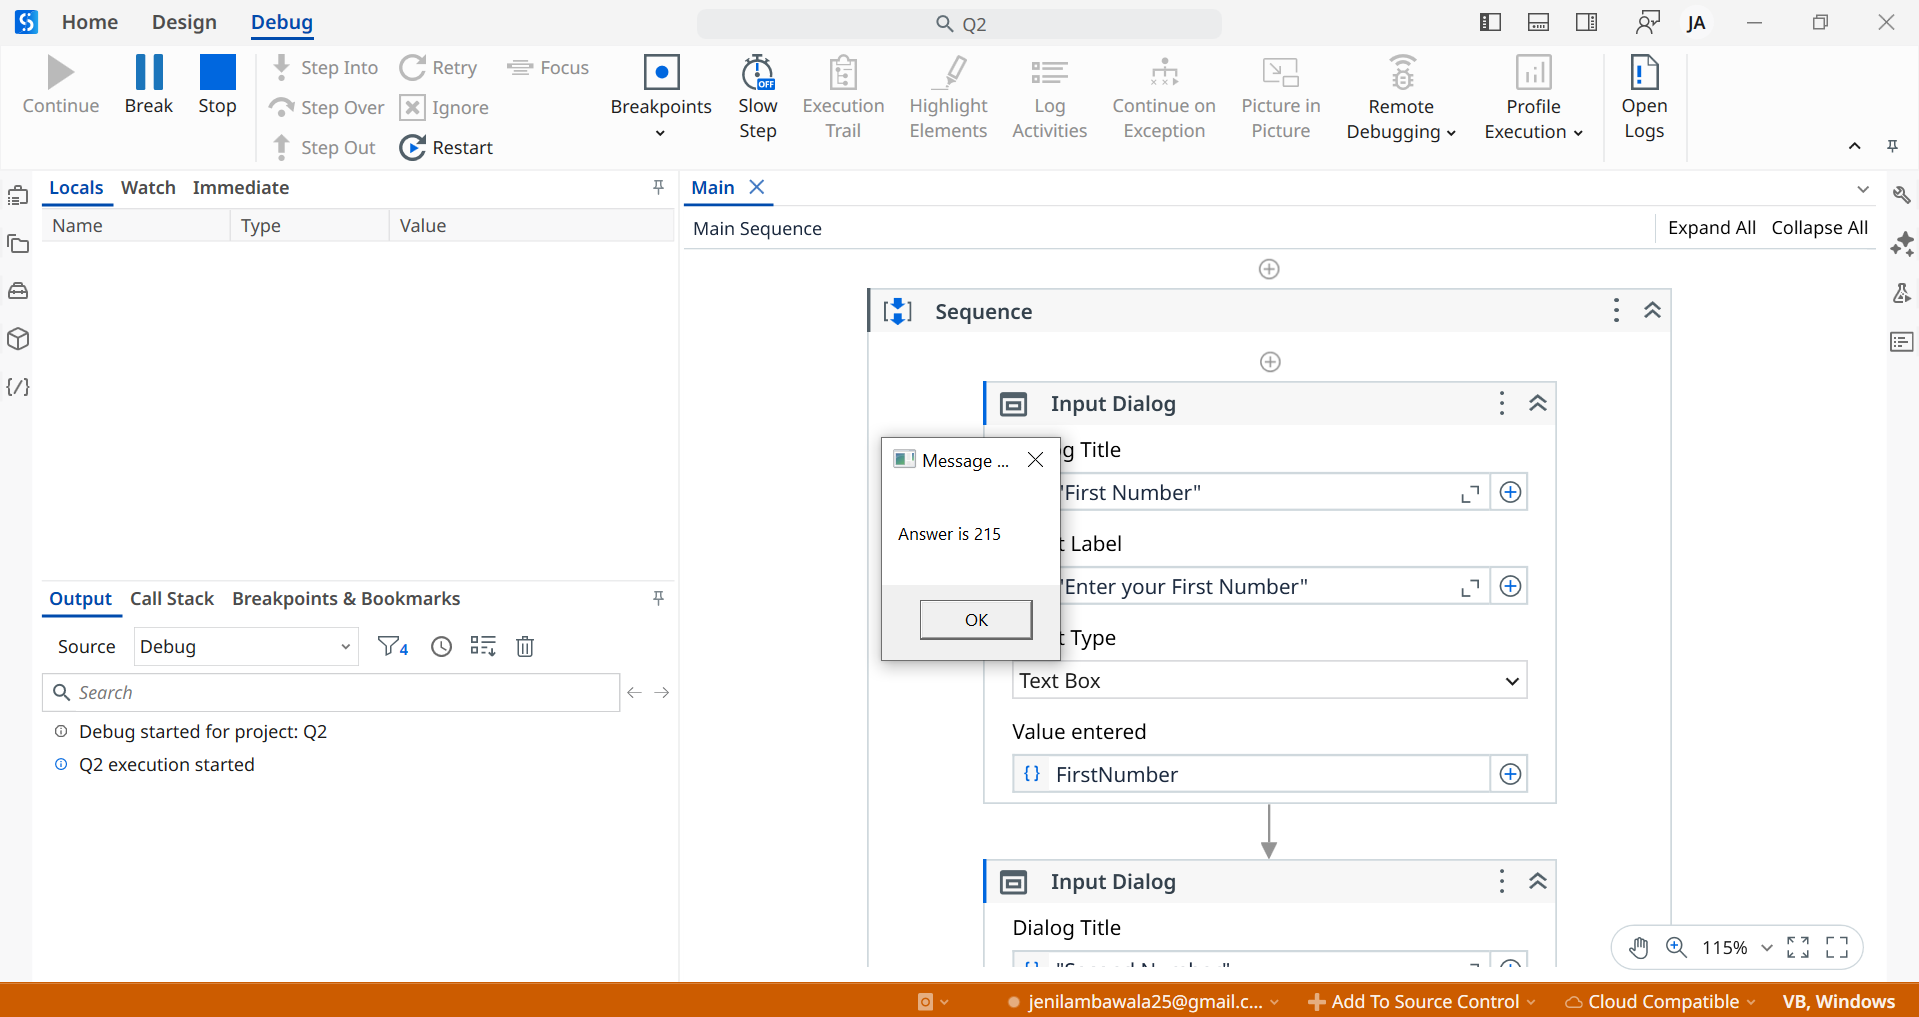 Home Design Debug
Q2
JA
Continue
Break
Stop
Step Into
Step Over
Step Out
Retry
Ignore
Restart
Focus
Breakpoints
OFF
Slow
Step
Execution
Trail
Highlight
Elements
Log
Activities
Continue on
Exception
Picture in
Picture
Remote
Debugging
Profile
Execution
Open
Logs
Locals Watch Immediate
Name Type Value
Main
Main Sequence
Expand All Collapse All
Sequence
Input Dialog
g Title
"First Number"
t Label
"Enter your First Number"
t Type
Text Box
Value entered
FirstNumber
Message ...
Answer is 215
OK
Input Dialog
Dialog Title
"Second Number"
115%
Output Call Stack Breakpoints & Bookmarks
Source Debug
4
Search
Debug started for project: Q2
Q2 execution started
jenilambawala25@gmail.c...
Add To Source Control
Cloud Compatible
VB, Windows